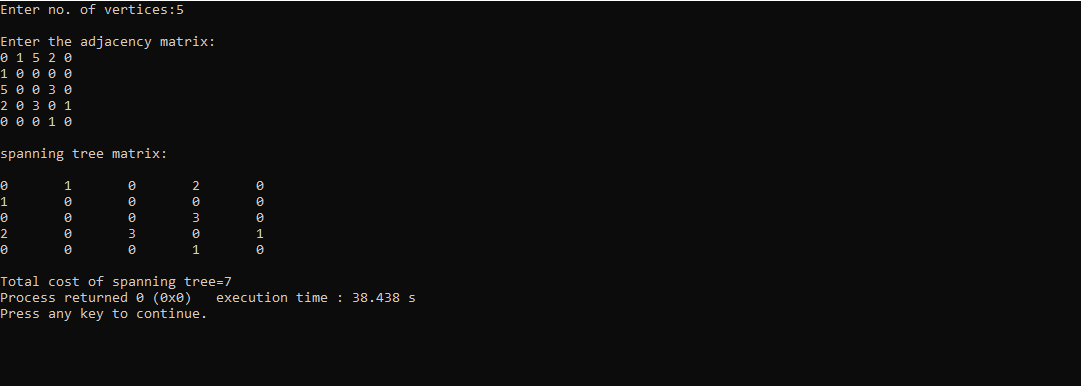 Enter no. of vertices:5
Enter the adjacency matrix:
0 1 5 2 0
1 0 0 0 0
5 0 0 3 0
2 0 3 0 1
0 0 0 1 0
spanning tree matrix:
0 1 0 2 0
1 0 0 0 0
0 0 0 3 0
2 0 3 0 1
0 0 0 1 0
Total cost of spanning tree=7
Process returned 0 (0x0)   execution time : 38.438 s
Press any key to continue.